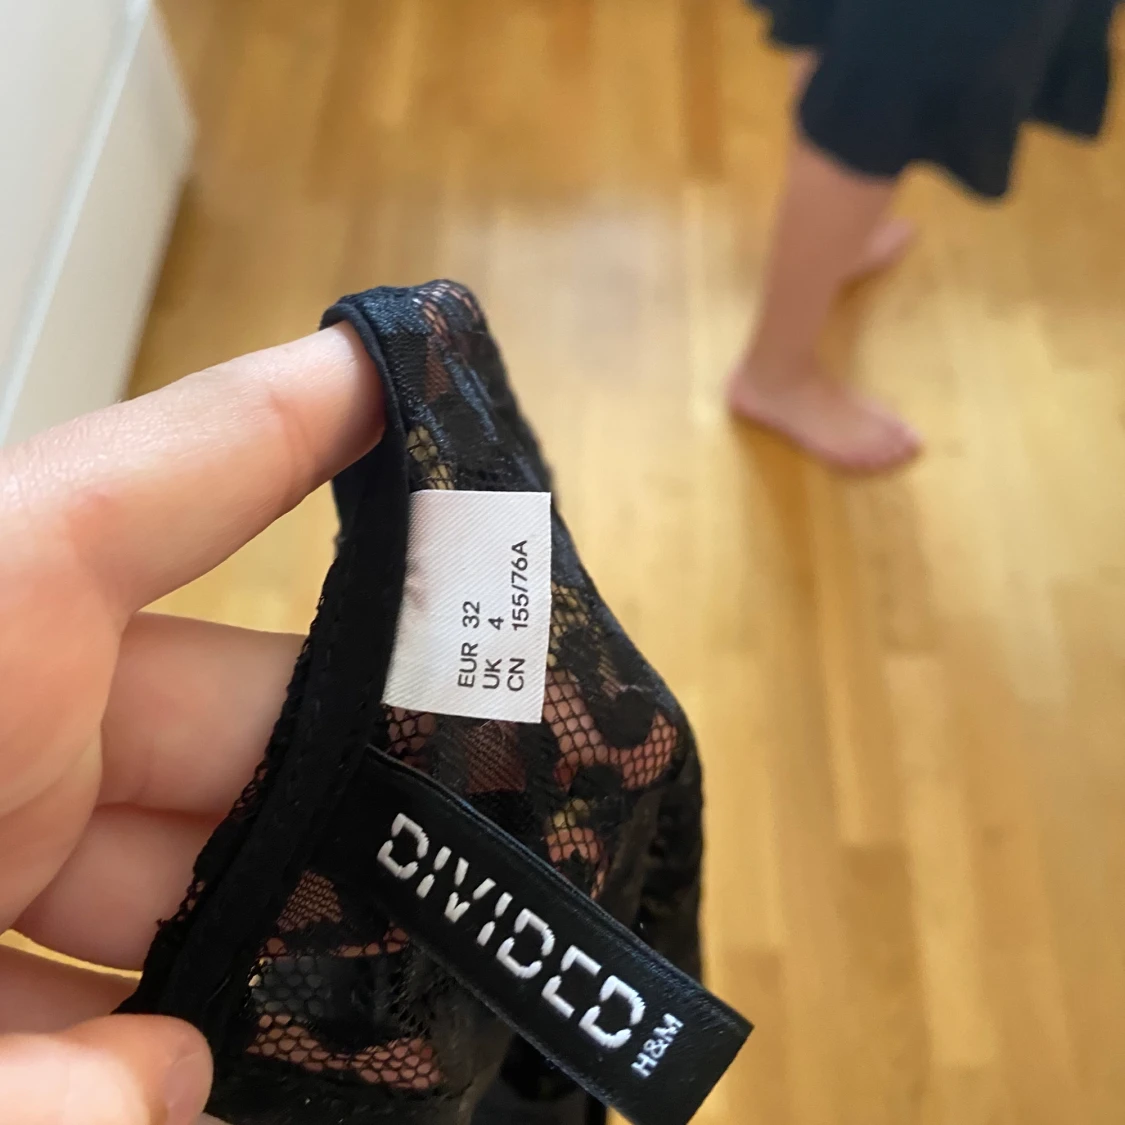 EUR 32
UK 4
CN 155/76A
DIVIDED
H&M